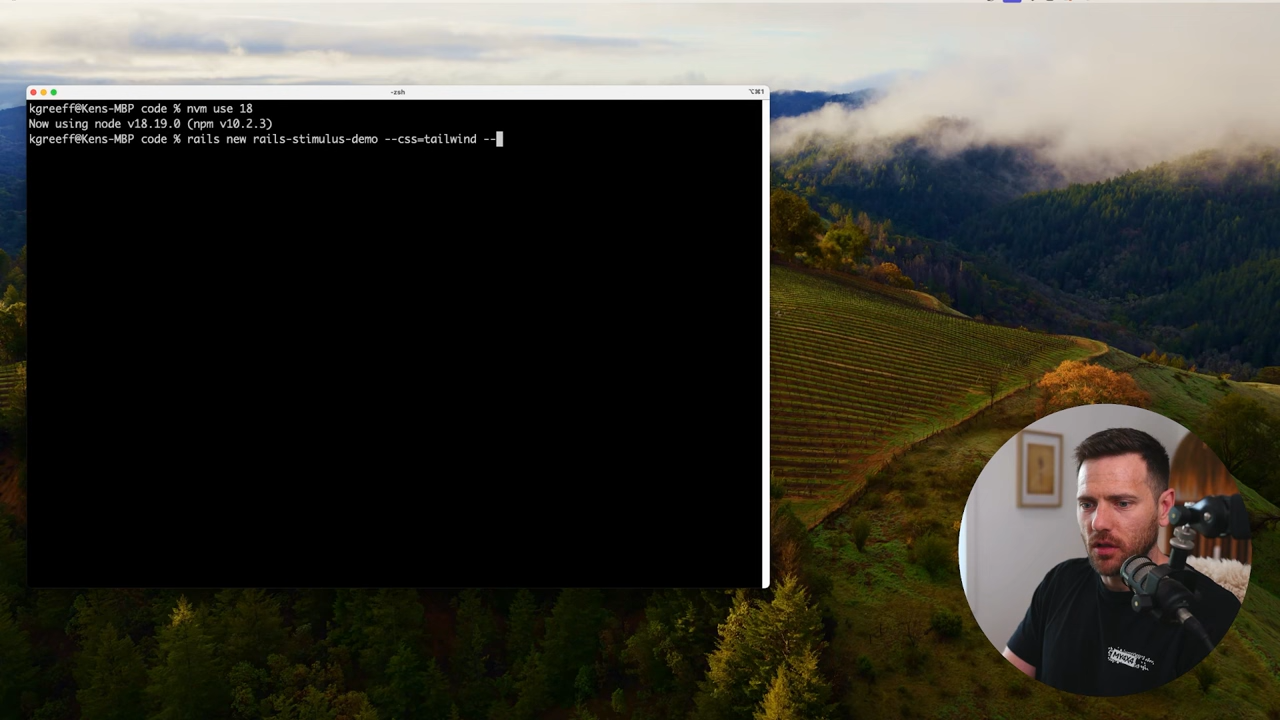 -zsh
⌥⌘1
kgreeff@Kens-MBP code % nvm use 18
Now using node v18.19.0 (npm v10.2.3)
kgreeff@Kens-MBP code % rails new rails-stimulus-demo --css=tailwind --